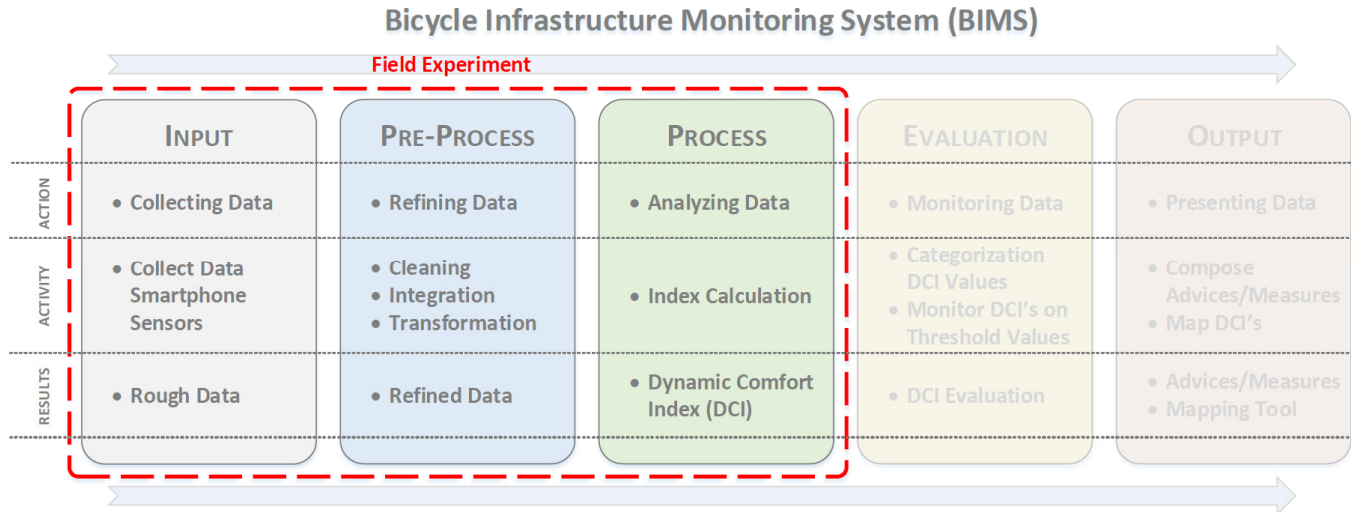 Bicycle Infrastructure Monitoring System (BIMS)
Field Experiment
INPUT
PRE-PROCESS
PROCESS
EVALUATION
OUTPUT
ACTION
• Collecting Data
• Refining Data
• Analyzing Data
• Monitoring Data
• Presenting Data
ACTIVITY
• Collect Data
Smartphone
Sensors
• Cleaning
• Integration
• Transformation
• Index Calculation
• Categorization
DCI Values
• Monitor DCI's on
Threshold Values
• Compose
Advices/Measures
• Map DCI's
RESULTS
• Rough Data
• Refined Data
• Dynamic Comfort
Index (DCI)
• DCI Evaluation
• Advices/Measures
• Mapping Tool